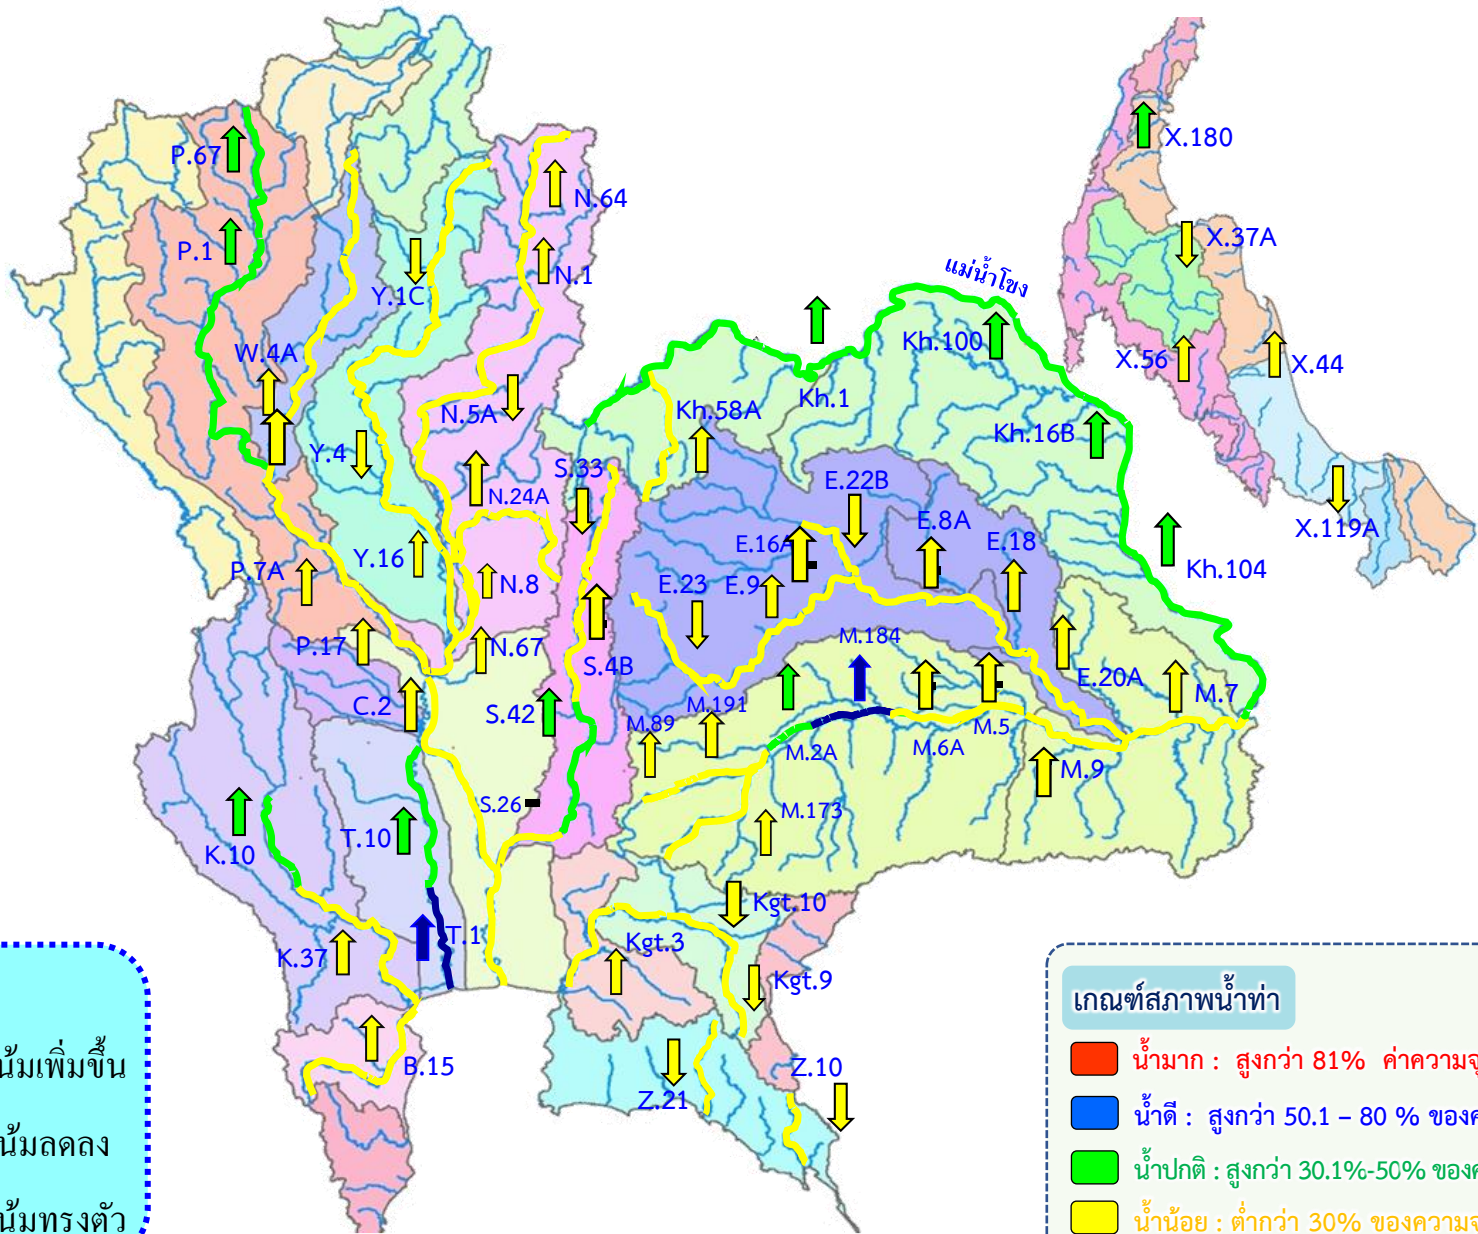 X.180
P.67
N.64
X.37A
P.1
แม่น้ำโขง
N.1
Y.1C
Kh.100
W.4A
X.56
X.44
Kh.1
N.5A
Kh.58A
Kh.16B
Y.4
S.33
E.22B
N.24A
E.8A
X.119A
E.16A
E.18
Y.16
Kh.104
P.7A
N.8
E.23
E.9
M.184
P.17
N.67
S.4B
E.20A
M.7
C.2
S.42
M.191
M.89
M.5
M.2A
M.6A
M.9
S.26
M.173
T.10
K.10
Kgt.10
T.1
Kgt.3
K.37
Kgt.9
B.15
Z.10
Z.21
น้มเพิ่มขึ้น
น้มลดลง
น้มทรงตัว
เกณฑ์สภาพน้ำท่า
น้ำมาก : สูงกว่า 81% ค่าความจุ
น้ำดี : สูงกว่า 50.1 – 80 % ของค
น้ำปกติ : สูงกว่า 30.1%-50% ของค
น้ำน้อย : ต่ำกว่า 30% ของความจุ